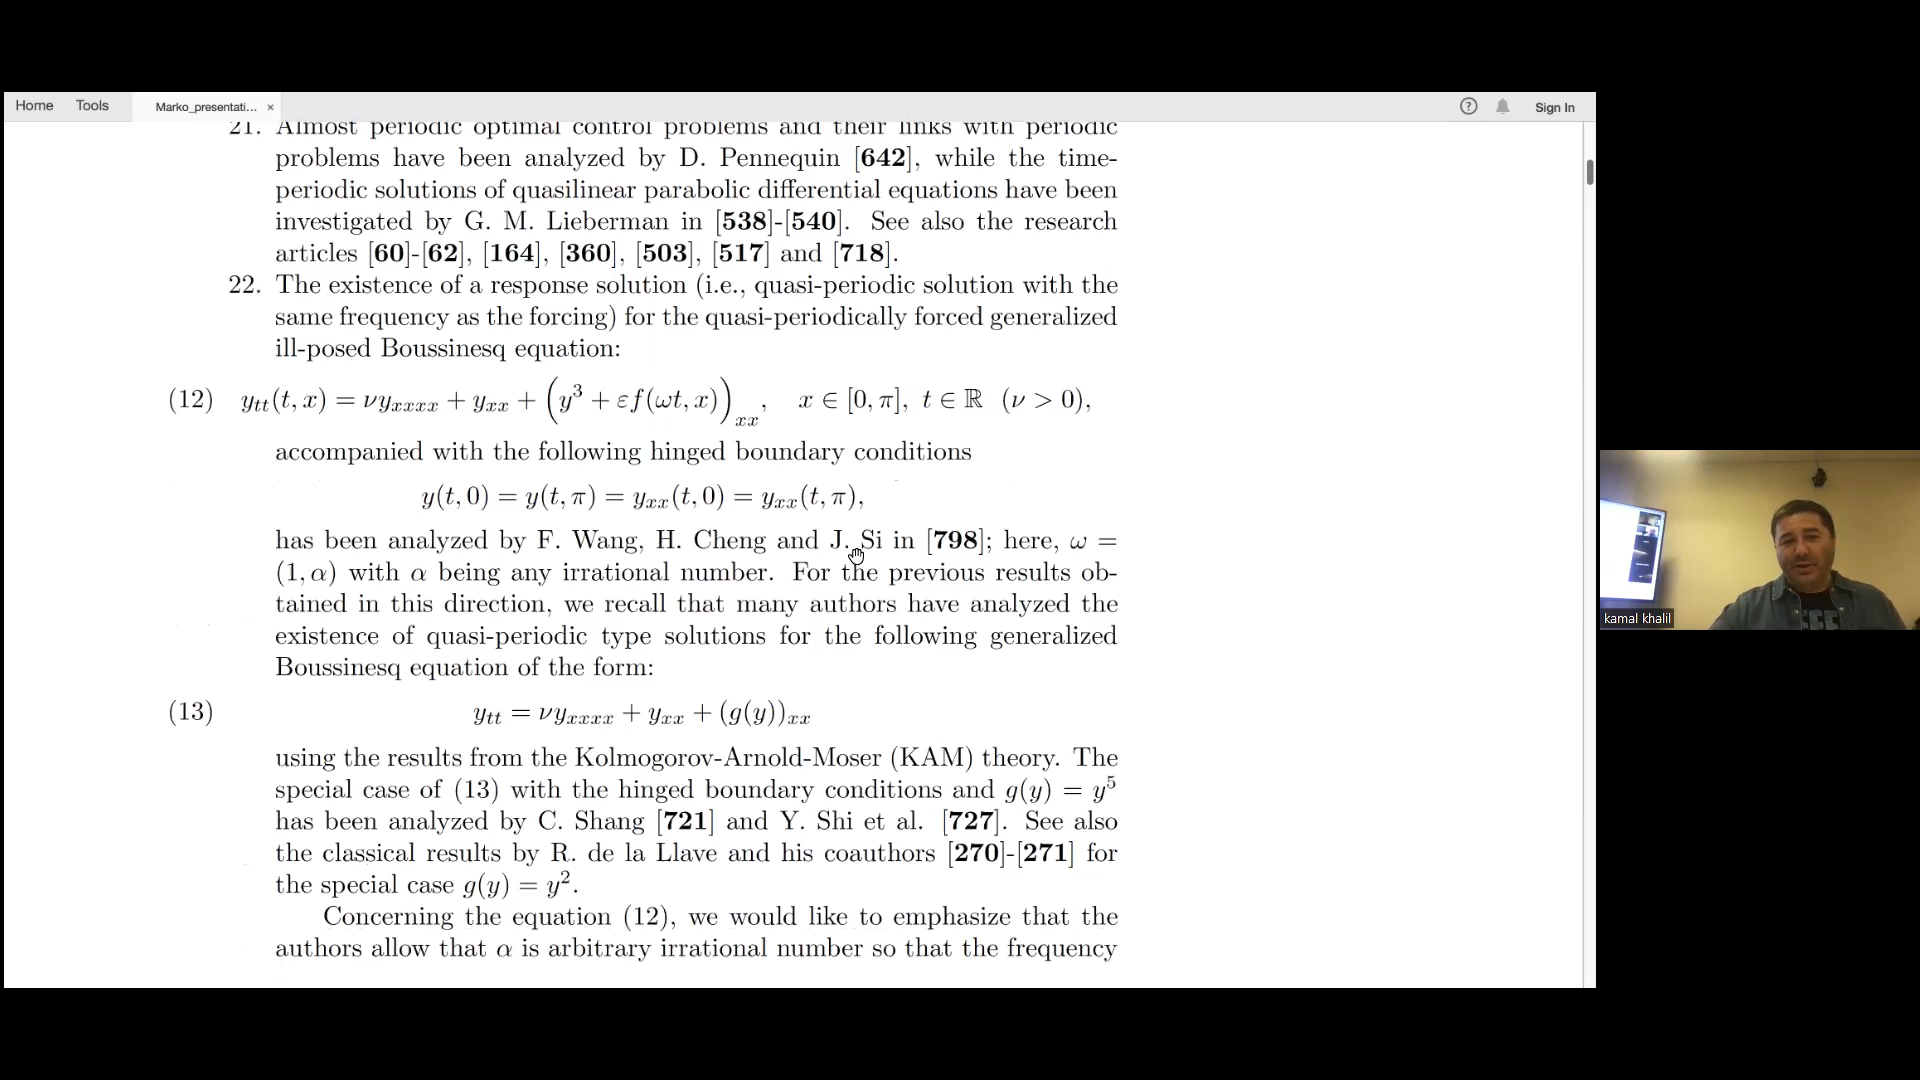 Home Tools Marko_presentati... × Sign In
21. Almost periodic optimal control problems and their links with periodic
problems have been analyzed by D. Pennequin [642], while the time-
periodic solutions of quasilinear parabolic differential equations have been
investigated by G. M. Lieberman in [538]-[540]. See also the research
articles [60]-[62], [164], [360], [503], [517] and [718].
22. The existence of a response solution (i.e., quasi-periodic solution with the
same frequency as the forcing) for the quasi-periodically forced generalized
ill-posed Boussinesq equation:
(12) y_{tt}(t, x) = νy_{xxxx} + y_{xx} + (y³ + εf(ωt, x))_{xx}, x ∈ [0, π], t ∈ ℝ (ν > 0),
accompanied with the following hinged boundary conditions
y(t, 0) = y(t, π) = y_{xx}(t, 0) = y_{xx}(t, π),
has been analyzed by F. Wang, H. Cheng and J. Si in [798]; here, ω =
(1, α) with α being any irrational number. For the previous results ob-
tained in this direction, we recall that many authors have analyzed the
existence of quasi-periodic type solutions for the following generalized
Boussinesq equation of the form:
(13) y_{tt} = νy_{xxxx} + y_{xx} + (g(y))_{xx}
using the results from the Kolmogorov-Arnold-Moser (KAM) theory. The
special case of (13) with the hinged boundary conditions and g(y) = y⁵
has been analyzed by C. Shang [721] and Y. Shi et al. [727]. See also
the classical results by R. de la Llave and his coauthors [270]-[271] for
the special case g(y) = y².
Concerning the equation (12), we would like to emphasize that the
authors allow that α is arbitrary irrational number so that the frequency
kamal khalil